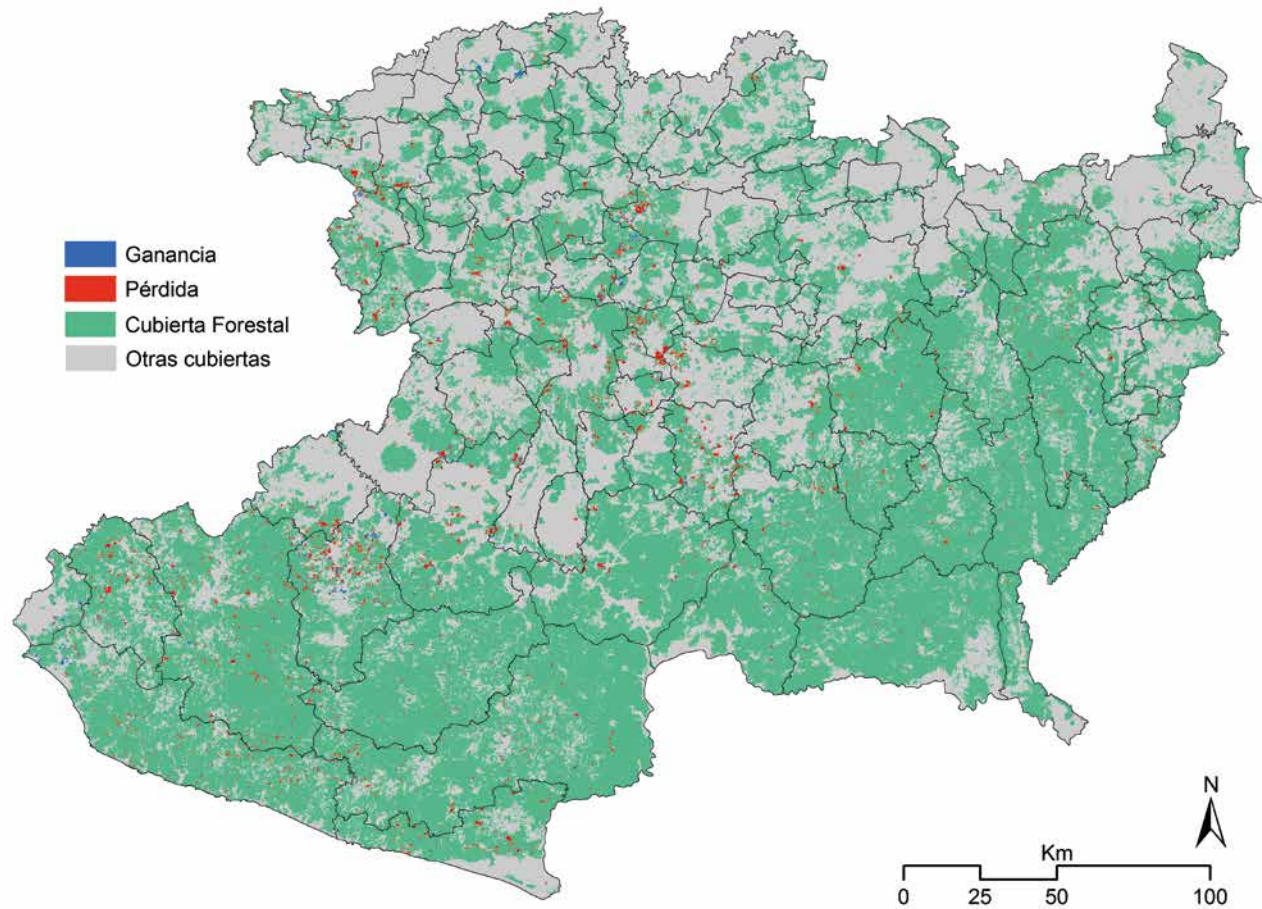 Ganancia
Pérdida
Cubierta Forestal
Otras cubiertas
N
Km
0 25 50 100